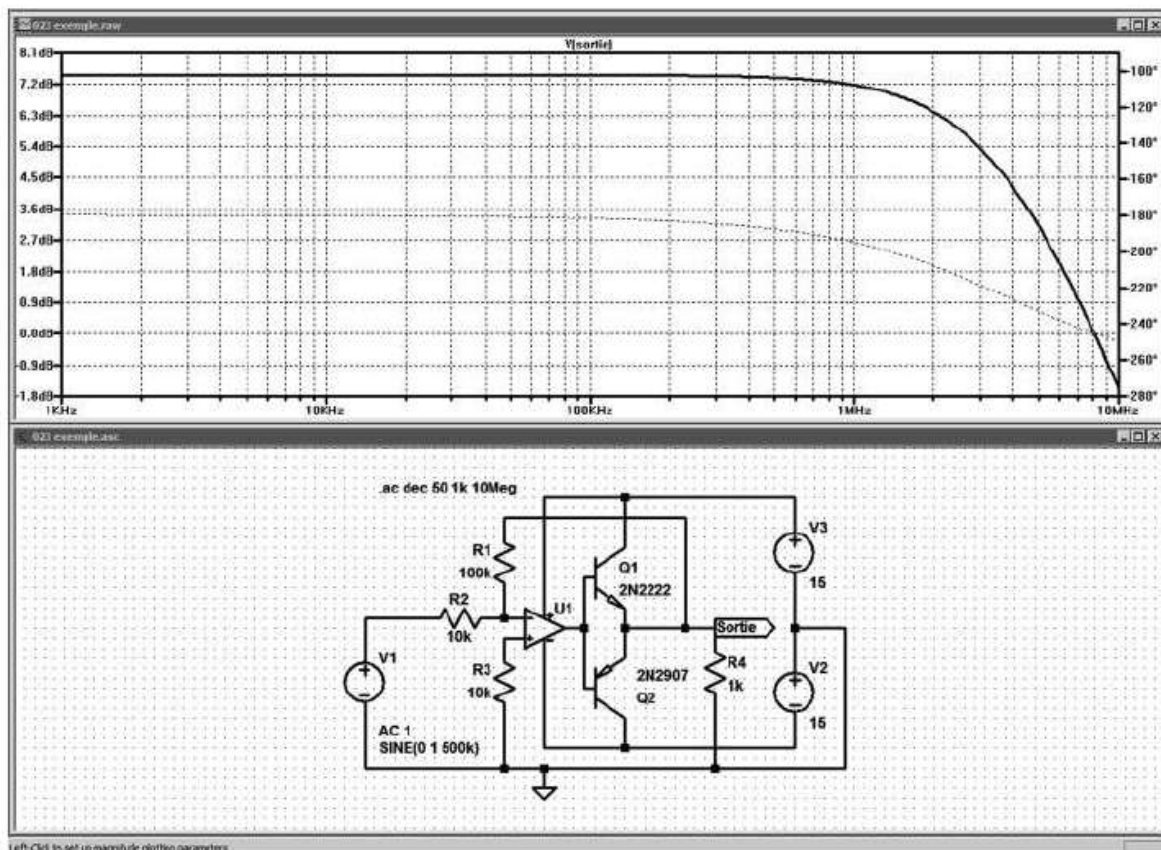 023 exemple.raw
V(sortie)
8.1dB
7.2dB
6.3dB
5.4dB
4.5dB
3.6dB
2.7dB
1.8dB
0.9dB
0.0dB
-0.9dB
-1.8dB
-100°
-120°
-140°
-160°
-180°
-200°
-220°
-240°
-260°
-280°
1KHz 10KHz 100KHz 1MHz 10MHz
023 exemple.asc
.ac dec 50 1k 10Meg
R1
100k
R2
10k
R3
10k
U1
Q1
2N2222
2N2907
Q2
Sortie
R4
1k
V3
15
V2
15
V1
AC 1
SINE(0 1 500k)
Left-Click to set up magnitude plotting parameters